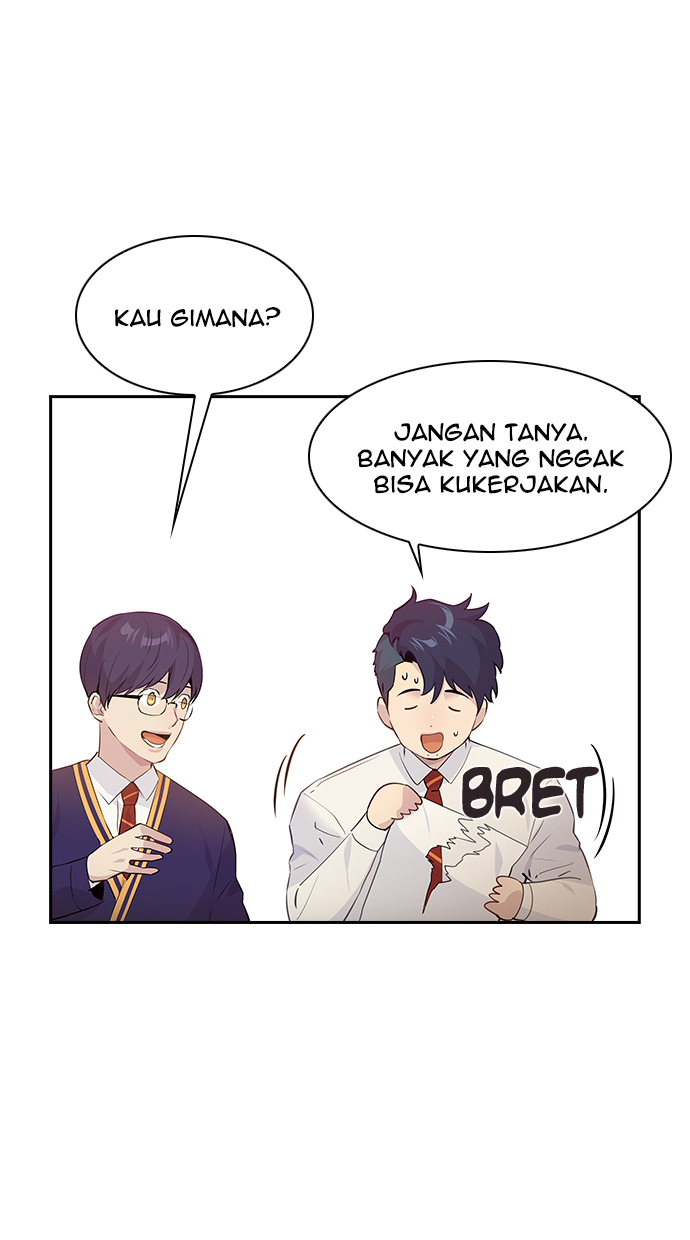 KAU GIMANA?
JANGAN TANYA.
BANYAK YANG NGGAK
BISA KUKERJAKAN.
BRET